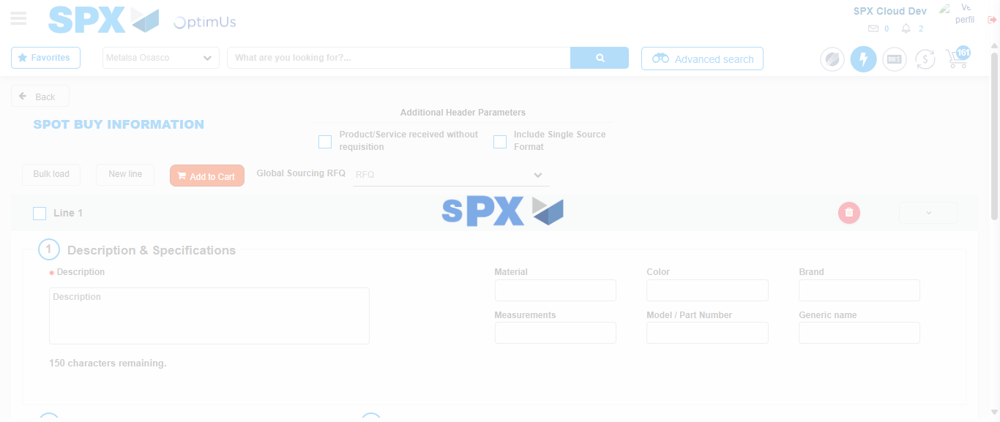 SPX
OptimUs
SPX Cloud Dev
Ve
perfil
0
2
Favorites
Metalsa Osasco
What are you looking for?...
Advanced search
$
161
Back
SPOT BUY INFORMATION
Additional Header Parameters
Product/Service received without
requisition
Include Single Source
Format
Bulk load
New line
Add to Cart
Global Sourcing RFQ
RFQ
SPX
Line 1
1
Description & Specifications
* Description
Description
150 characters remaining.
Material
Color
Brand
Measurements
Model / Part Number
Generic name